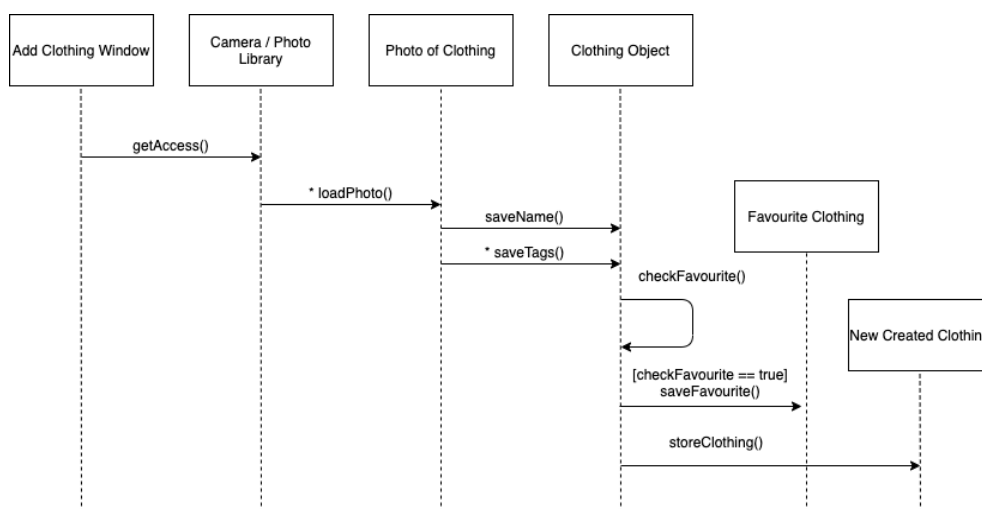 Add Clothing Window
Camera / Photo
Library
Photo of Clothing
Clothing Object
getAccess()
* loadPhoto()
saveName()
Favourite Clothing
* saveTags()
checkFavourite()
New Created Clothin
[checkFavourite == true]
saveFavourite()
storeClothing()